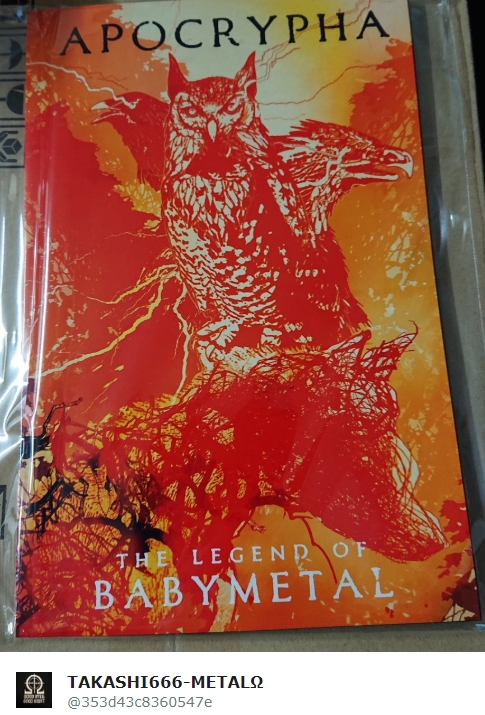 APOCRYPHA
THE LEGEND OF
BABYMETAL
TAKASHI666-METALΩ
@353d43c8360547e